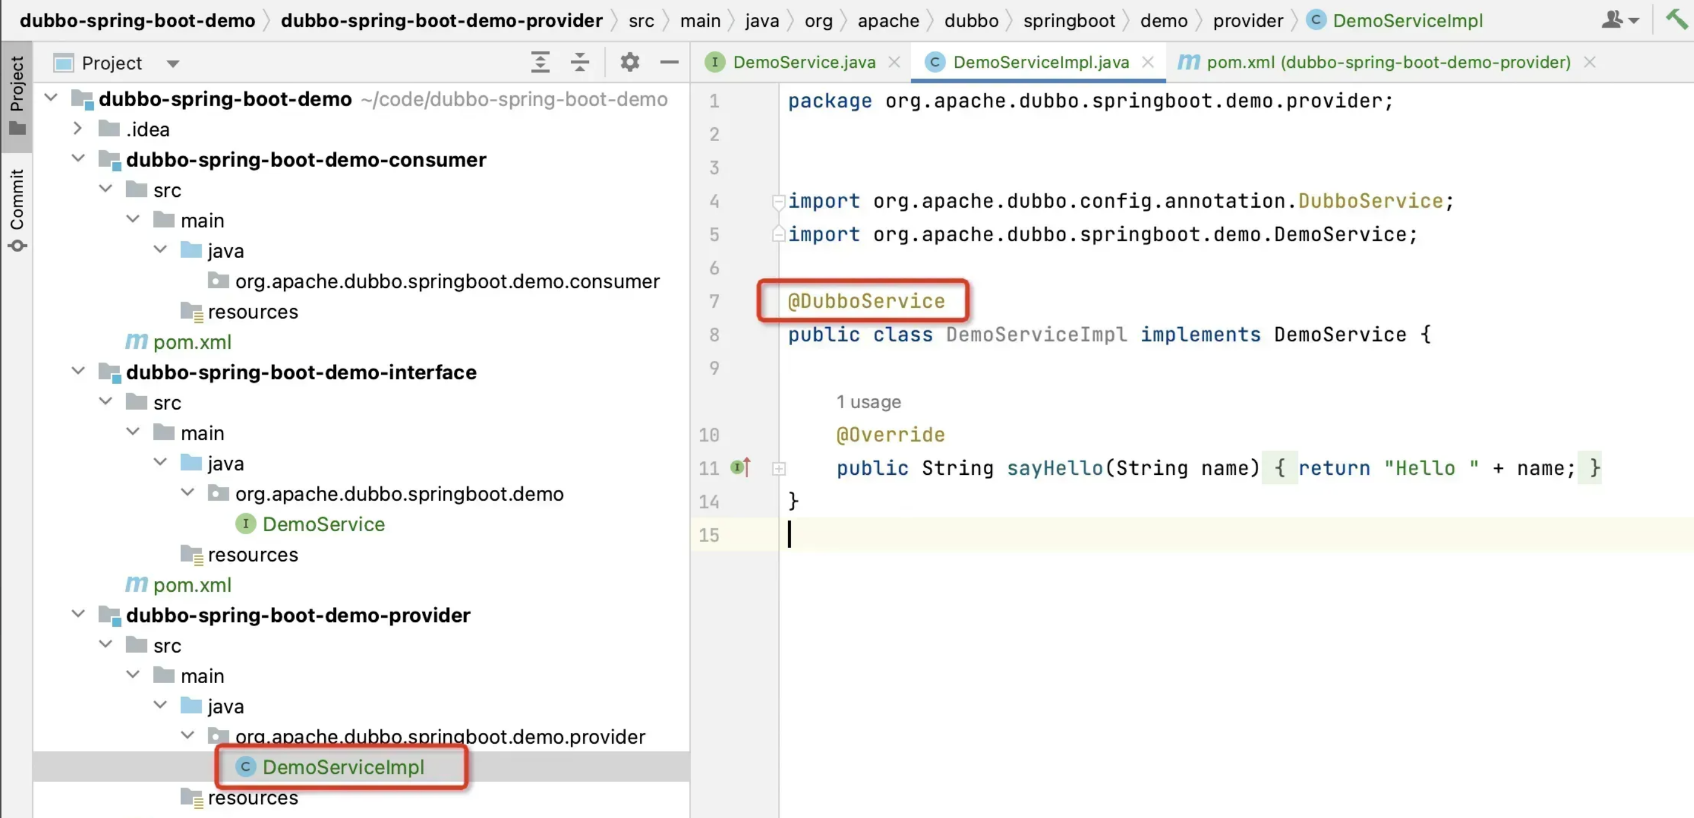 dubbo-spring-boot-demo dubbo-spring-boot-demo-provider src main java org apache dubbo springboot demo provider C DemoServiceImpl
Project
Commit
Project
dubbo-spring-boot-demo ~/code/dubbo-spring-boot-demo
.idea
dubbo-spring-boot-demo-consumer
src
main
java
org.apache.dubbo.springboot.demo.consumer
resources
m pom.xml
dubbo-spring-boot-demo-interface
src
main
java
org.apache.dubbo.springboot.demo
I DemoService
resources
m pom.xml
dubbo-spring-boot-demo-provider
src
main
java
org.apache.dubbo.springboot.demo.provider
C DemoServiceImpl
resources
I DemoService.java C DemoServiceImpl.java m pom.xml (dubbo-spring-boot-demo-provider)
1 package org.apache.dubbo.springboot.demo.provider;
2
3
4 import org.apache.dubbo.config.annotation.DubboService;
5 import org.apache.dubbo.springboot.demo.DemoService;
6
7 @DubboService
8 public class DemoServiceImpl implements DemoService {
9
1 usage
10 @Override
11 public String sayHello(String name) { return "Hello " + name; }
14 }
15